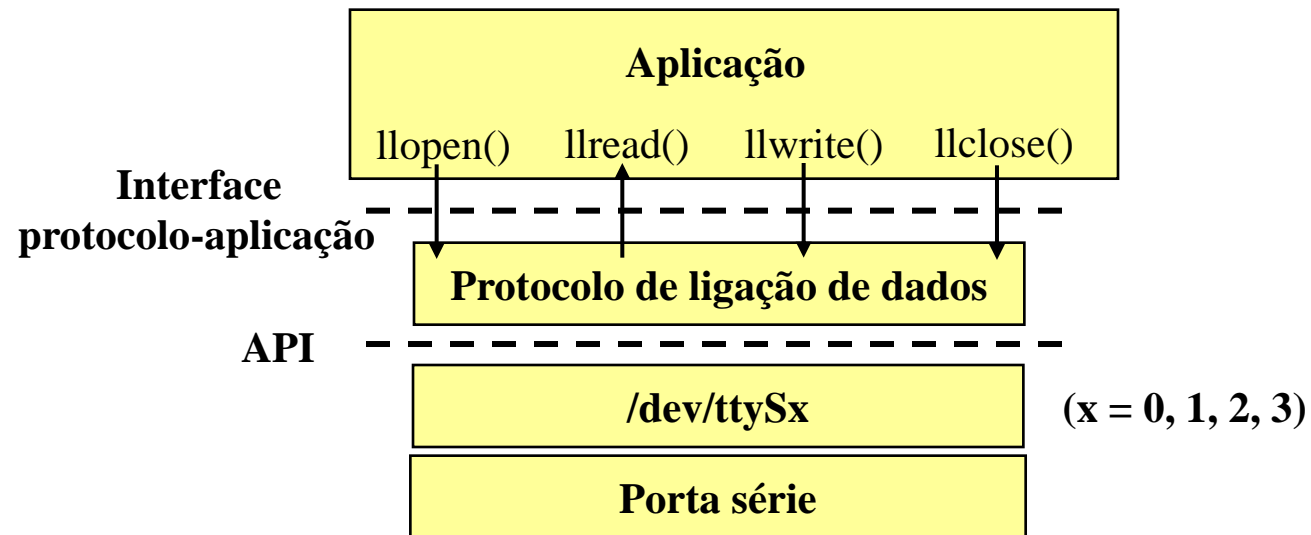 Aplicação
llopen() llread() llwrite() llclose()
Interface
protocolo-aplicação
Protocolo de ligação de dados
API
/dev/ttySx
(x = 0, 1, 2, 3)
Porta série